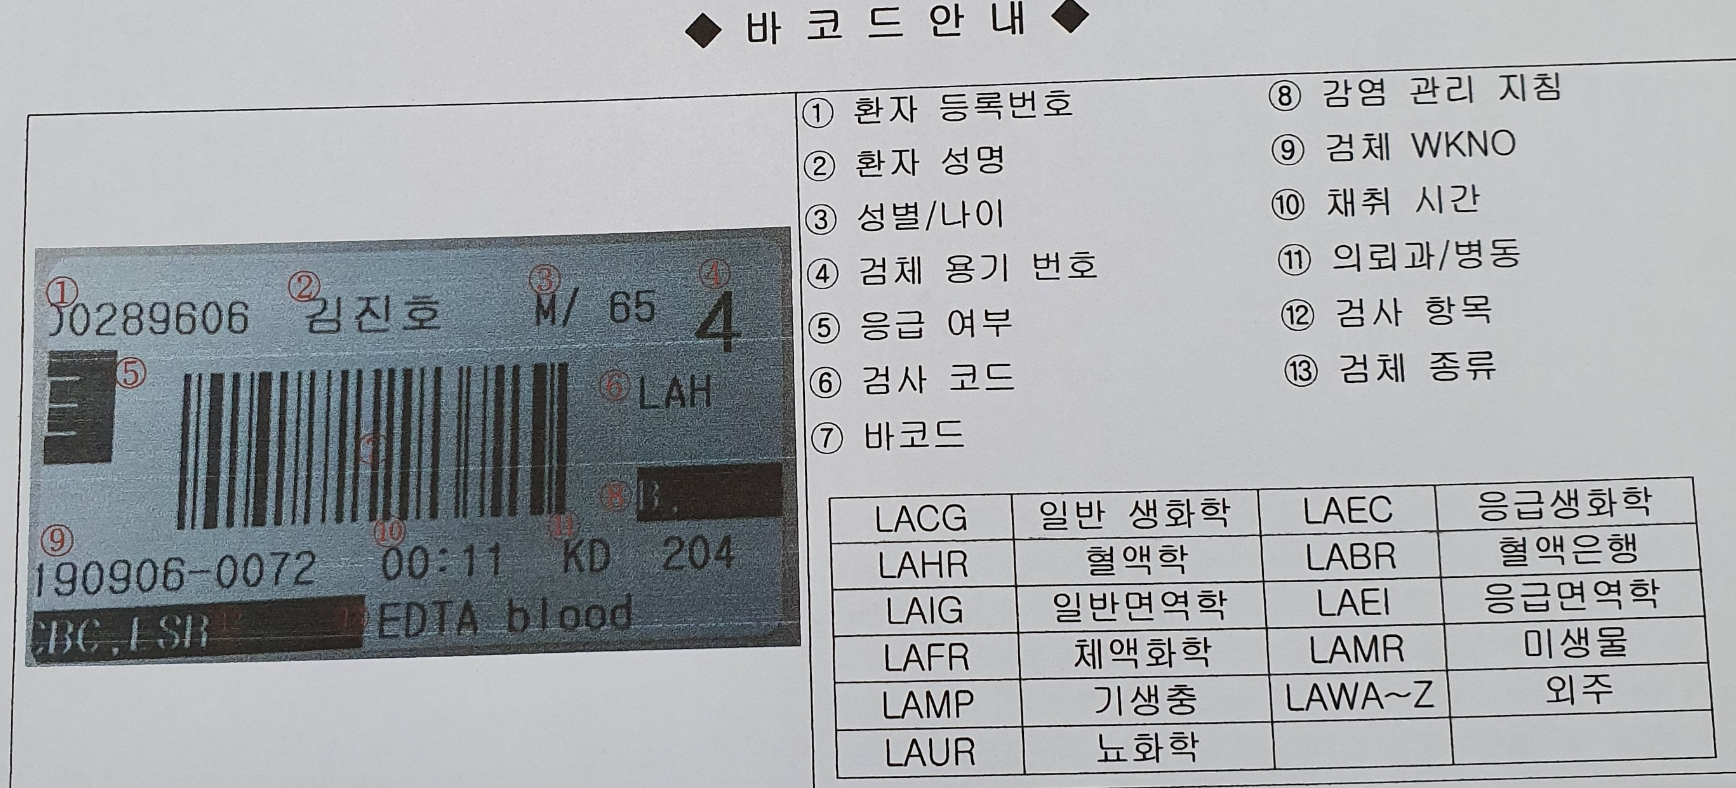 ◆ 바 코 드 안 내 ◆
① ② ③ ④
00289606 김진호 M/ 65 4
⑤
⑥ LAH
⑦
⑧ B.
⑨ ⑩ ⑪
190906-0072 00:11 KD 204
CBC,ESR ⑫ ⑬ EDTA blood
① 환자 등록번호
② 환자 성명
③ 성별/나이
④ 검체 용기 번호
⑤ 응급 여부
⑥ 검사 코드
⑦ 바코드
⑧ 감염 관리 지침
⑨ 검체 WKNO
⑩ 채취 시간
⑪ 의뢰과/병동
⑫ 검사 항목
⑬ 검체 종류
LACG 일반 생화학 LAEC 응급생화학
LAHR 혈액학 LABR 혈액은행
LAIG 일반면역학 LAEI 응급면역학
LAFR 체액화학 LAMR 미생물
LAMP 기생충 LAWA~Z 외주
LAUR 뇨화학